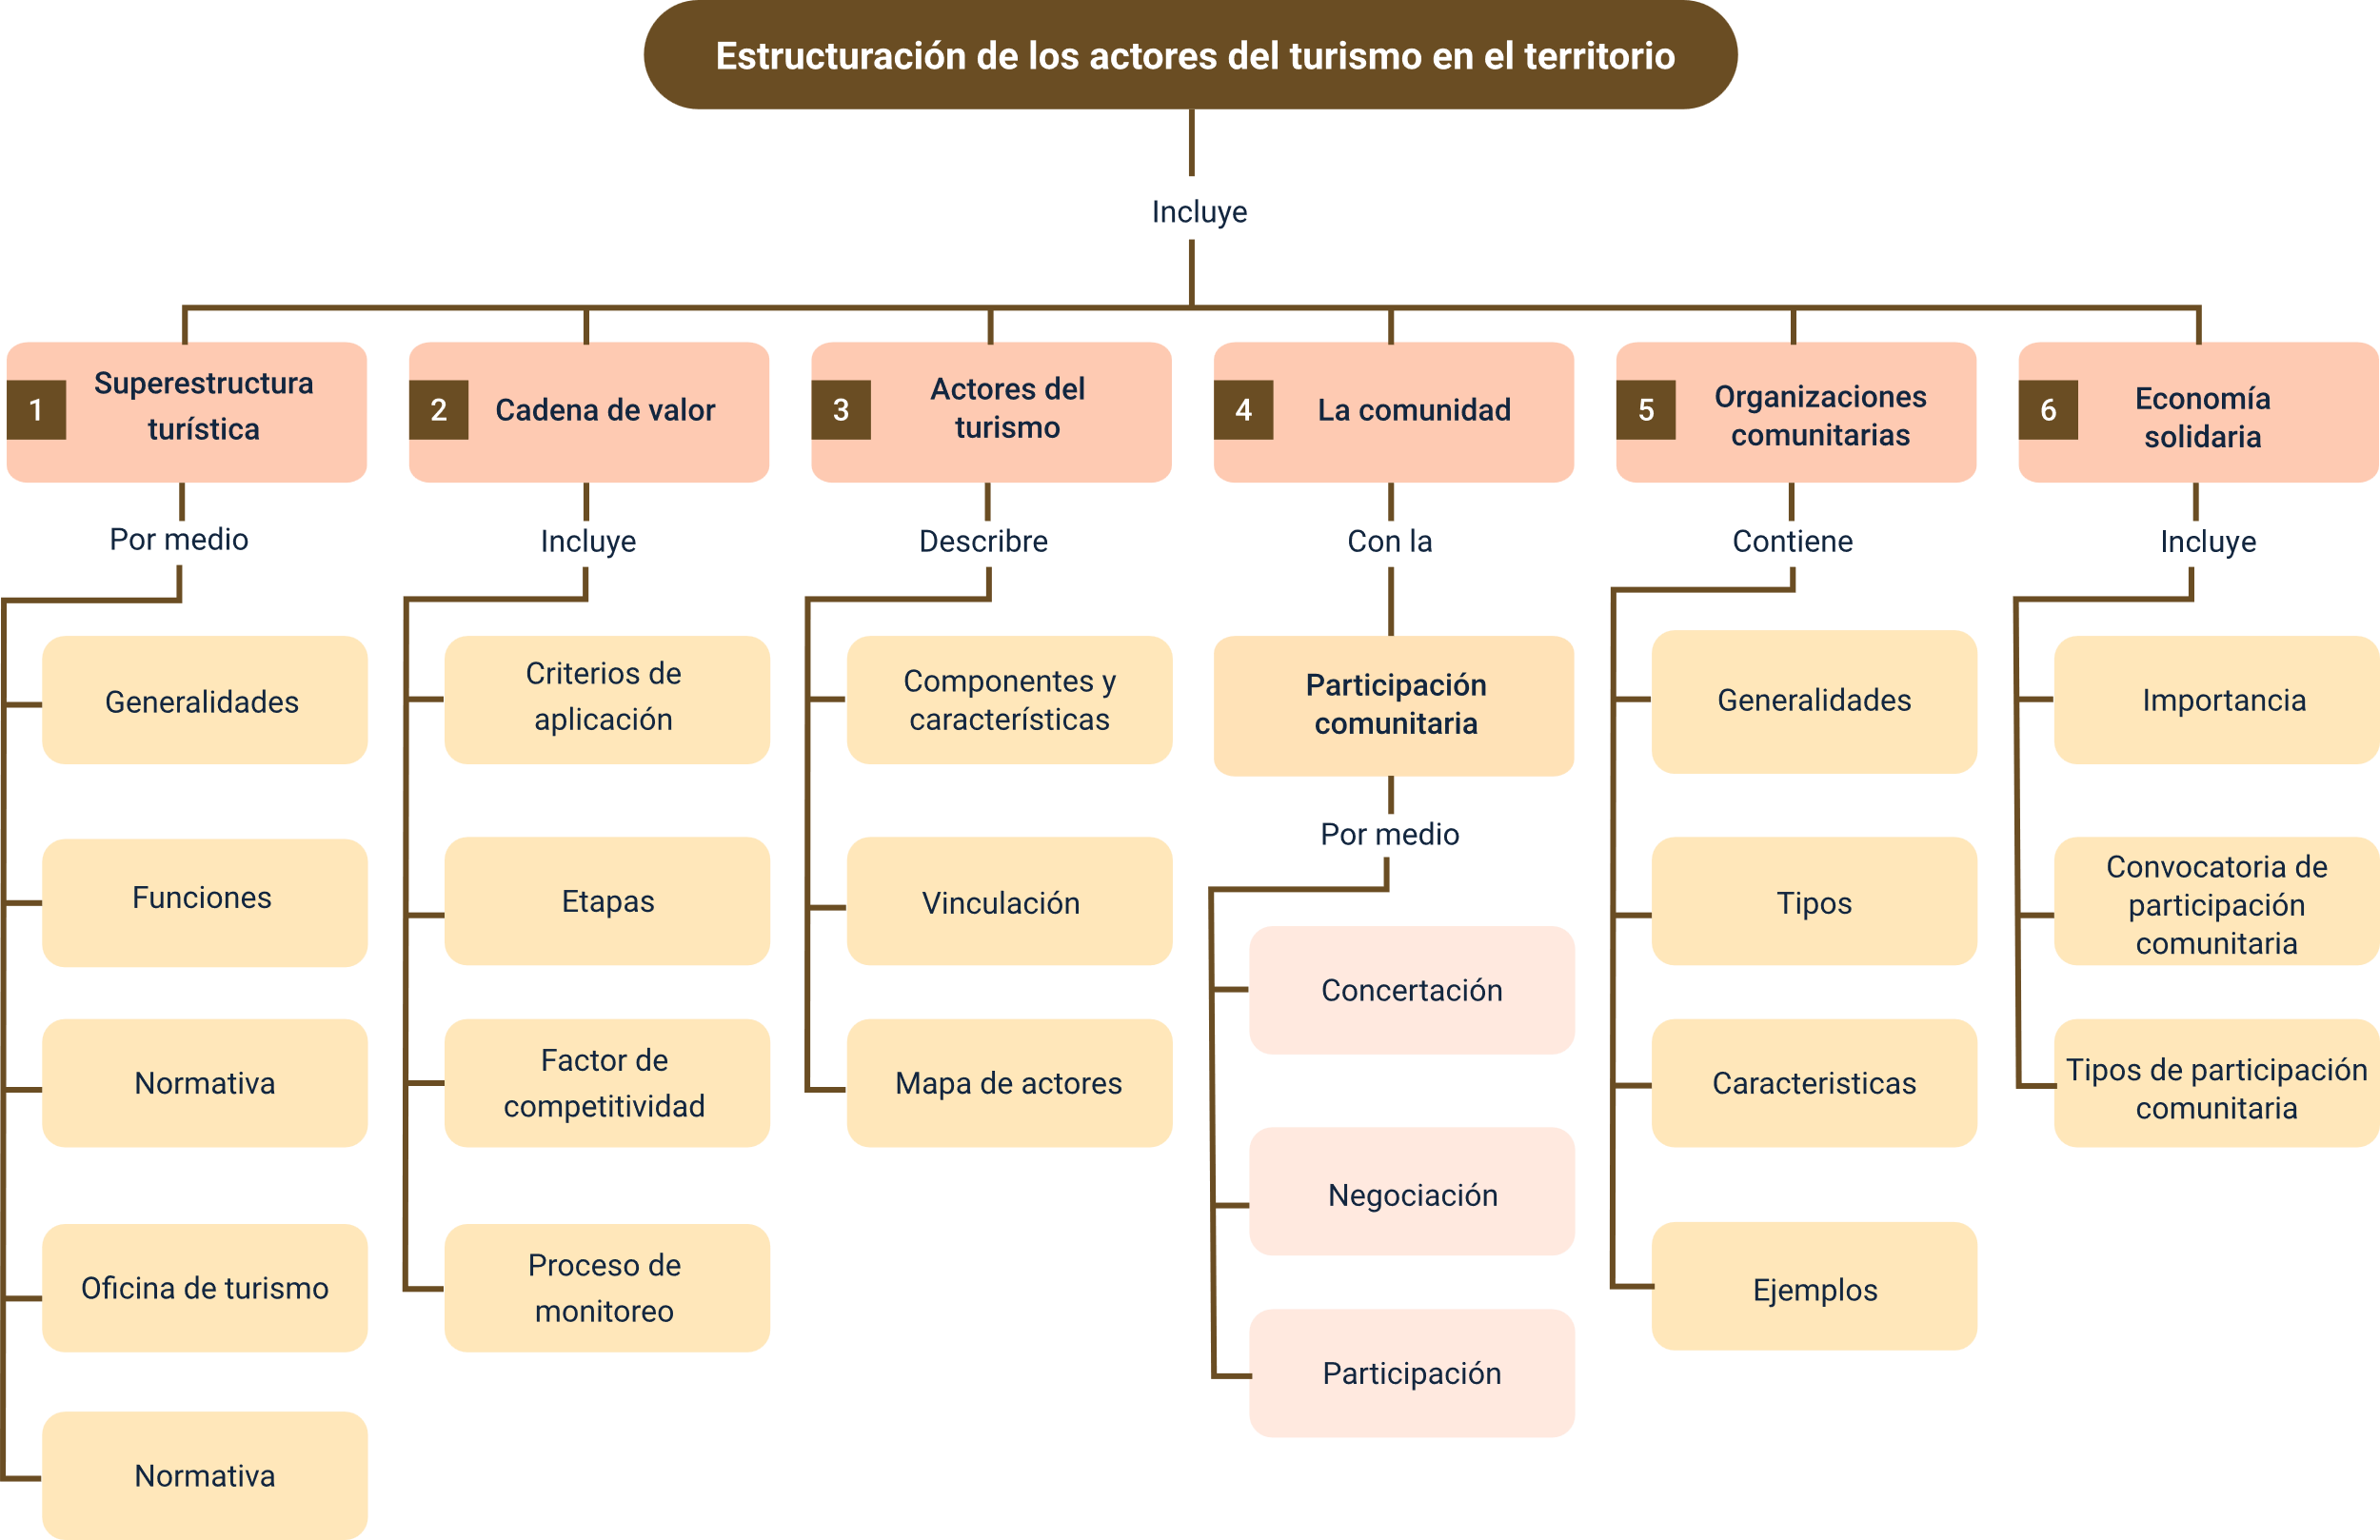 Estructuración de los actores del turismo en el territorio
Incluye
1
Superestructura
turística
Por medio
Generalidades
Funciones
Normativa
Oficina de turismo
Normativa
2
Cadena de valor
Incluye
Criterios de
aplicación
Etapas
Factor de
competitividad
Proceso de
monitoreo
3
Actores del
turismo
Describre
Componentes y
características
Vinculación
Mapa de actores
4
La comunidad
Con la
Participación
comunitaria
Por medio
Concertación
Negociación
Participación
5
Organizaciones
comunitarias
Contiene
Generalidades
Tipos
Caracteristicas
Ejemplos
6
Economía
solidaria
Incluye
Importancia
Convocatoria de
participación
comunitaria
Tipos de participación
comunitaria